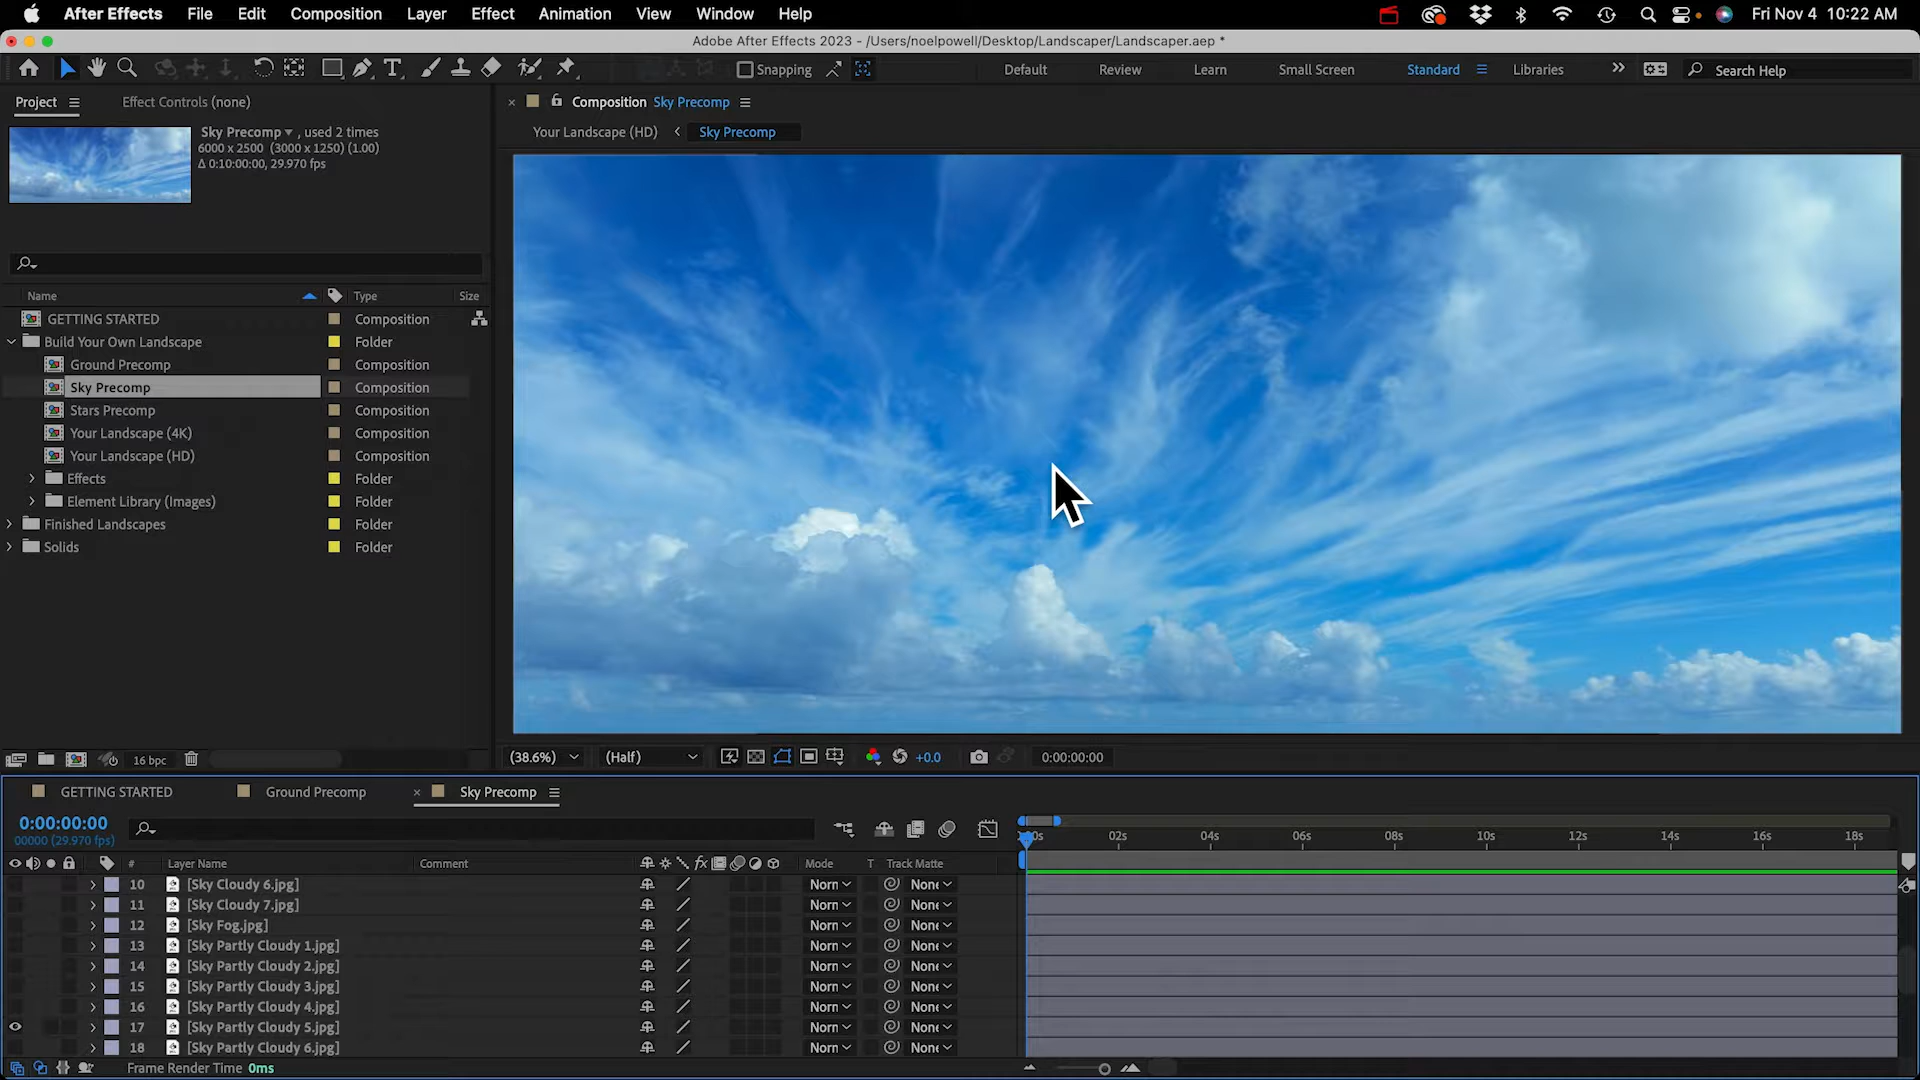 After Effects File Edit Composition Layer Effect Animation View Window Help Fri Nov 4 10:22 AM
Adobe After Effects 2023 - /Users/noelpowell/Desktop/Landscaper/Landscaper.aep *
Snapping Default Review Learn Small Screen Standard Libraries Search Help
Project Effect Controls (none)
Composition Sky Precomp
Your Landscape (HD) Sky Precomp
Sky Precomp , used 2 times
6000 x 2500 (3000 x 1250) (1.00)
Δ 0:10:00:00, 29.970 fps
Name Type Size
GETTING STARTED Composition
Build Your Own Landscape Folder
Ground Precomp Composition
Sky Precomp Composition
Stars Precomp Composition
Your Landscape (4K) Composition
Your Landscape (HD) Composition
Effects Folder
Element Library (Images) Folder
Finished Landscapes Folder
Solids Folder
16 bpc
(38.6%) (Half) +0.0 0:00:00:00
GETTING STARTED Ground Precomp Sky Precomp
0:00:00:00
00000 (29.970 fps)
00s 02s 04s 06s 08s 10s 12s 14s 16s 18s
# Layer Name Comment fx Mode T Track Matte
10 [Sky Cloudy 6.jpg] Norn None
11 [Sky Cloudy 7.jpg] Norn None
12 [Sky Fog.jpg] Norn None
13 [Sky Partly Cloudy 1.jpg] Norn None
14 [Sky Partly Cloudy 2.jpg] Norn None
15 [Sky Partly Cloudy 3.jpg] Norn None
16 [Sky Partly Cloudy 4.jpg] Norn None
17 [Sky Partly Cloudy 5.jpg] Norn None
18 [Sky Partly Cloudy 6.jpg] Norn None
Frame Render Time 0ms